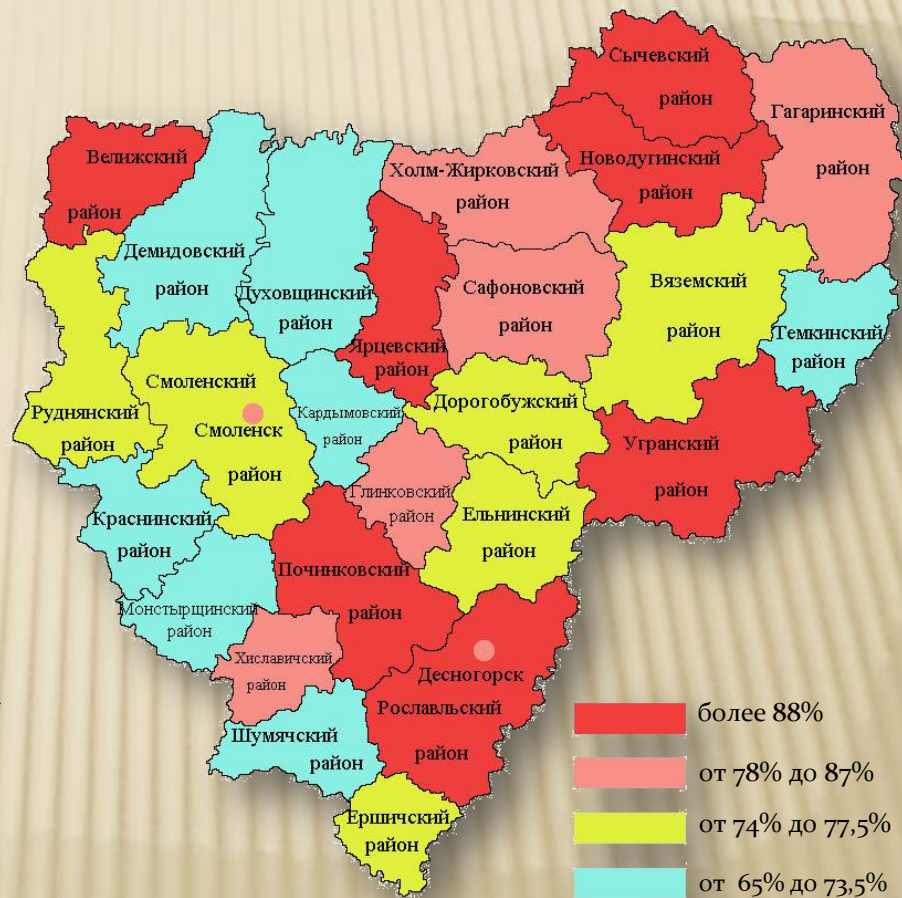 Сычевский
район
Гагаринский
район
Велижский
район
Холм-Жирковский
район
Новодугинский
район
Демидовский
район
Духовщинский
район
Сафоновский
район
Вяземский
район
Ярцевский
район
Темкинский
район
Смоленский
Смоленск
район
Руднянский
район
Кардымовский
район
Дорогобужский
район
Угранский
район
Глинковский
район
Ельнинский
район
Краснинский
район
Починковский
район
Монстырщинский
район
Хиславичский
район
Десногорск
Рославльский
район
Шумячский
район
Ершичский
район
более 88%
от 78% до 87%
от 74% до 77,5%
от 65% до 73,5%